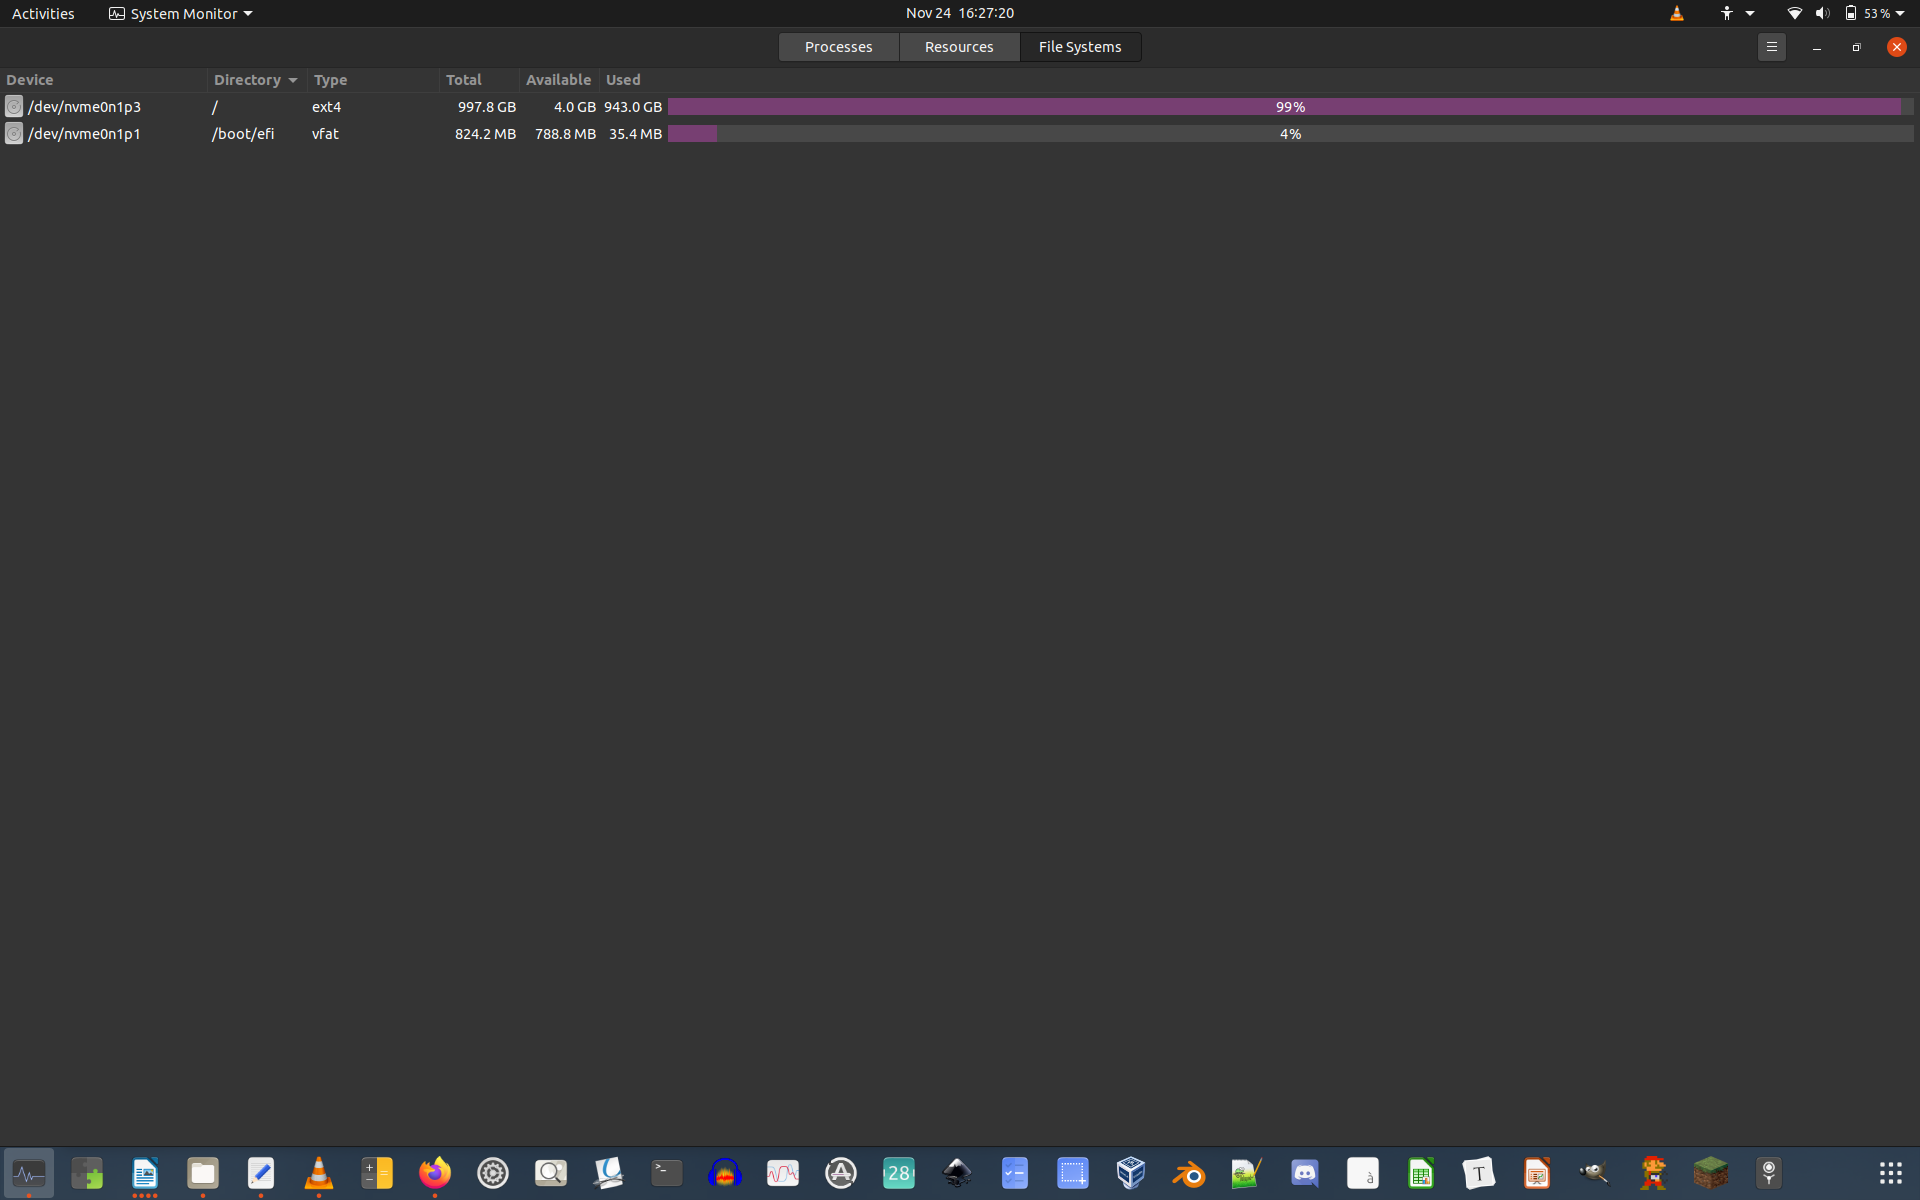 Activities System Monitor Nov 24 16:27:20 53 %
Processes Resources File Systems
Device Directory Type Total Available Used
/dev/nvme0n1p3 / ext4 997.8 GB 4.0 GB 943.0 GB 99%
/dev/nvme0n1p1 /boot/efi vfat 824.2 MB 788.8 MB 35.4 MB 4%
>_ 28 à T